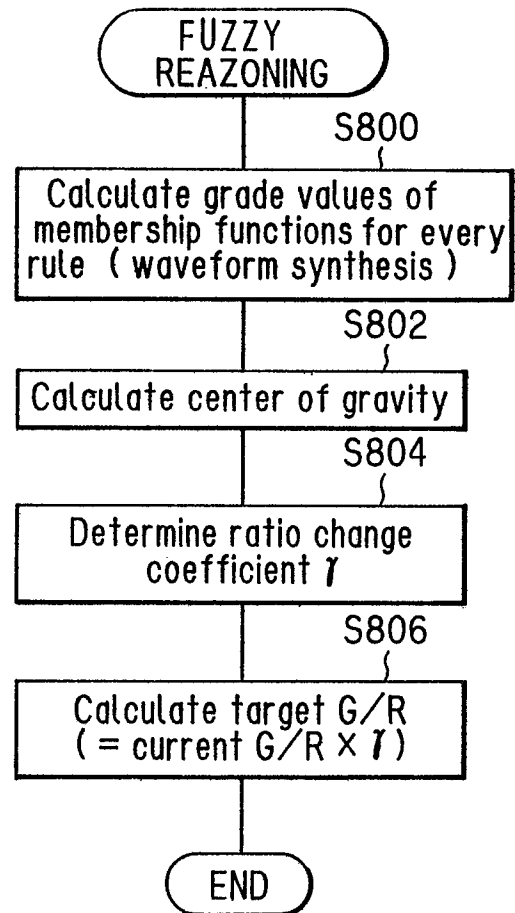 FUZZY
REAZONING
S800
Calculate grade values of
membership functions for every
rule ( waveform synthesis )
S802
Calculate center of gravity
S804
Determine ratio change
coefficient γ
S806
Calculate target G/R
( = current G/R × γ )
END